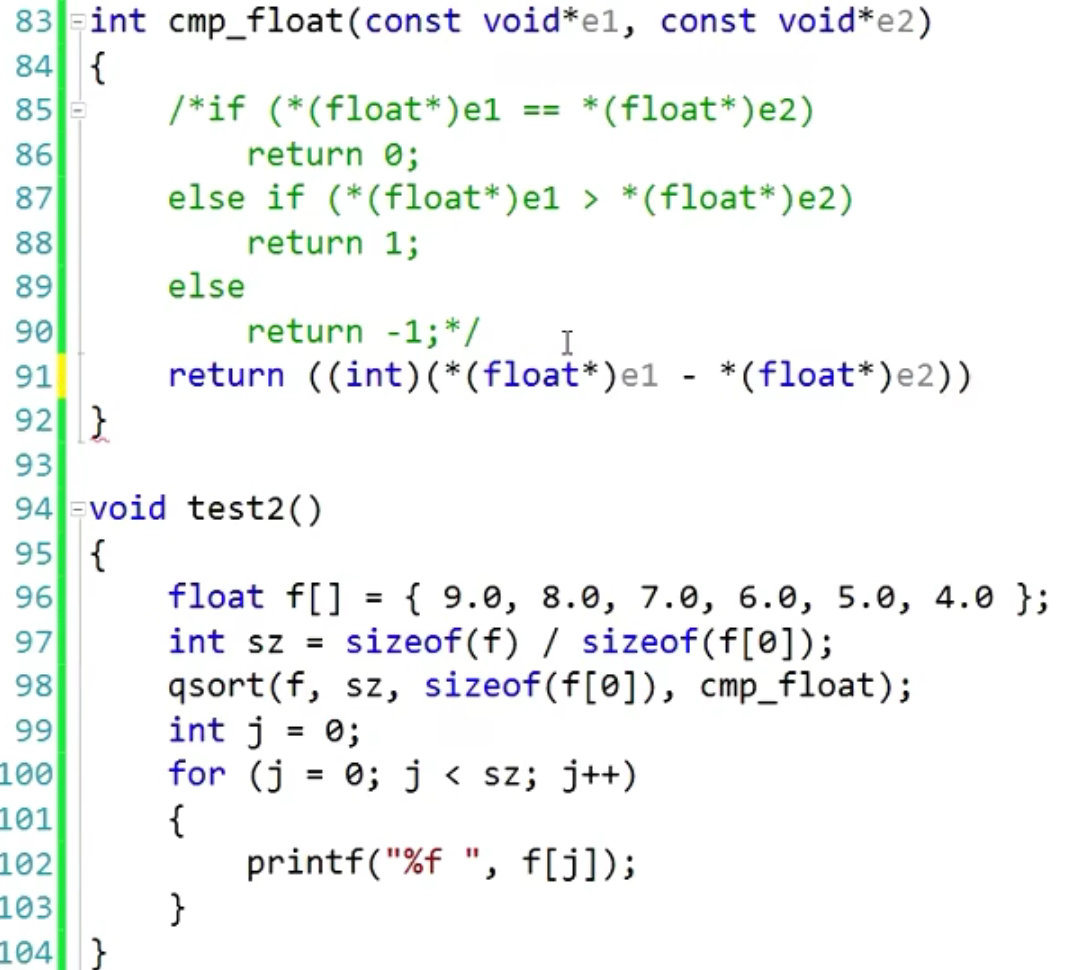 83 int cmp_float(const void*e1, const void*e2)
84 {
85 /*if (*(float*)e1 == *(float*)e2)
86 return 0;
87 else if (*(float*)e1 > *(float*)e2)
88 return 1;
89 else
90 return -1;*/
91 return ((int)(*(float*)e1 - *(float*)e2))
92 }
93
94 void test2()
95 {
96 float f[] = { 9.0, 8.0, 7.0, 6.0, 5.0, 4.0 };
97 int sz = sizeof(f) / sizeof(f[0]);
98 qsort(f, sz, sizeof(f[0]), cmp_float);
99 int j = 0;
100 for (j = 0; j < sz; j++)
101 {
102 printf("%f ", f[j]);
103 }
104 }